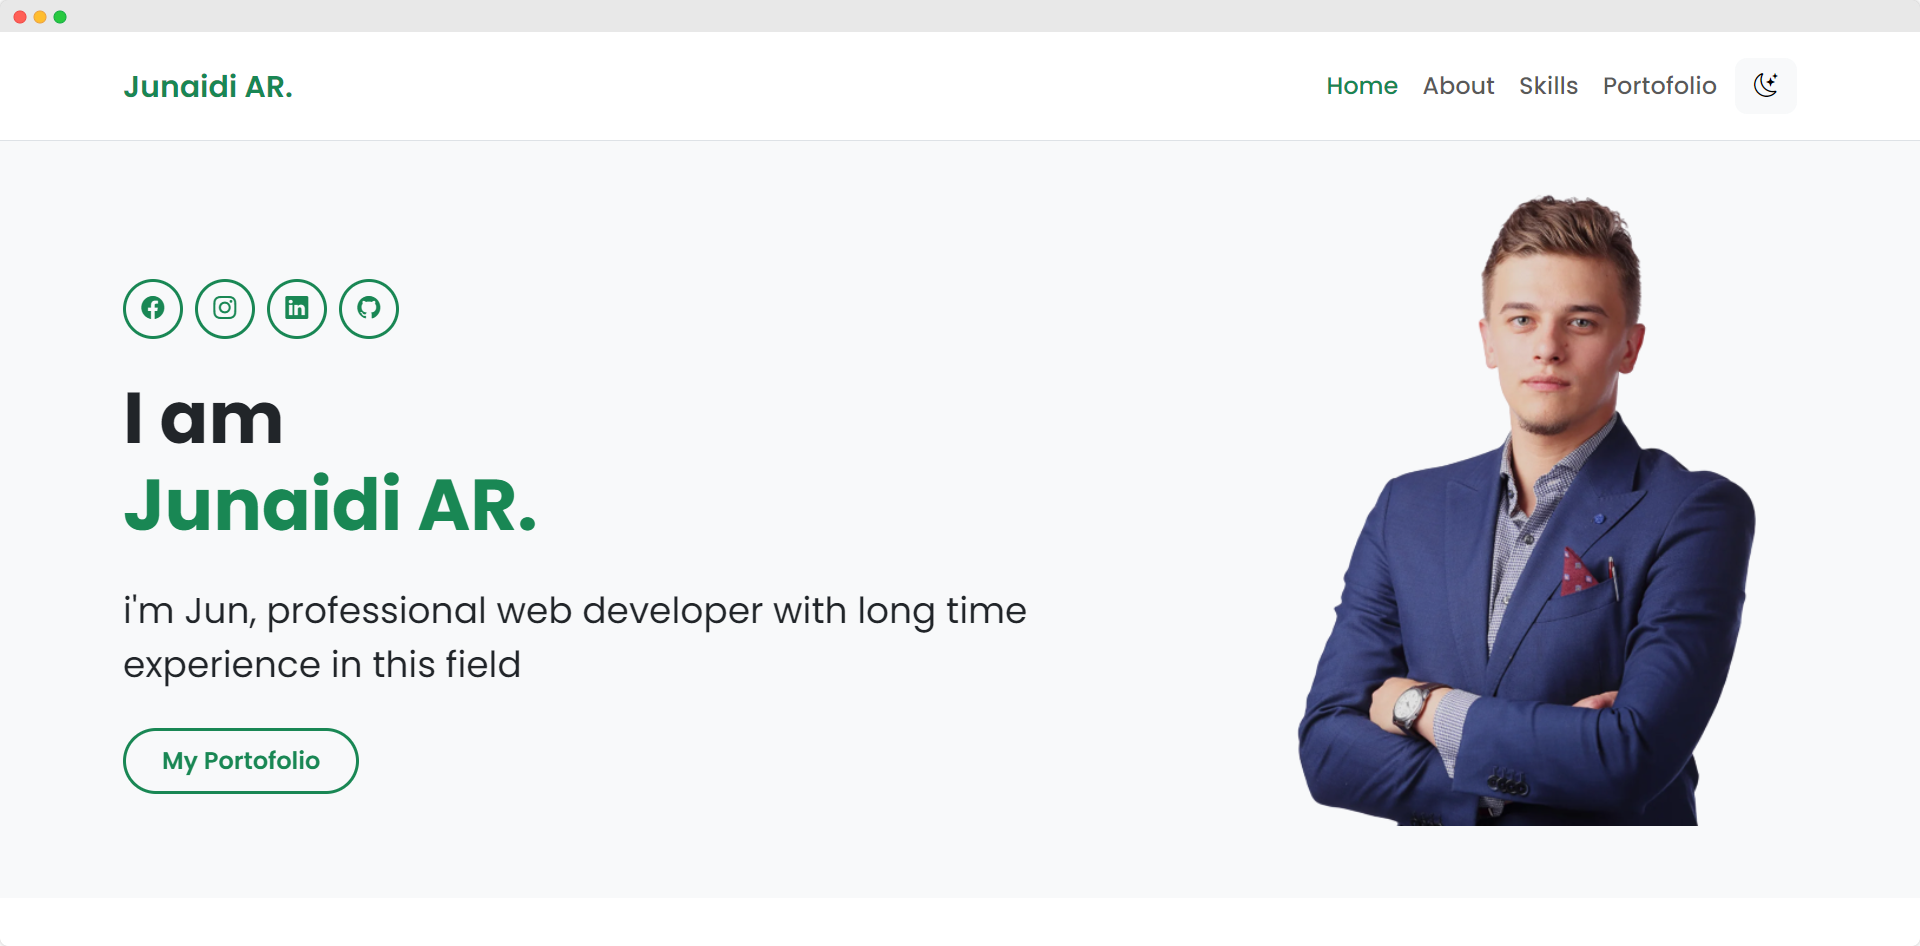 Junaidi AR.
Home About Skills Portofolio
I am
Junaidi AR.
i'm Jun, professional web developer with long time
experience in this field
My Portofolio